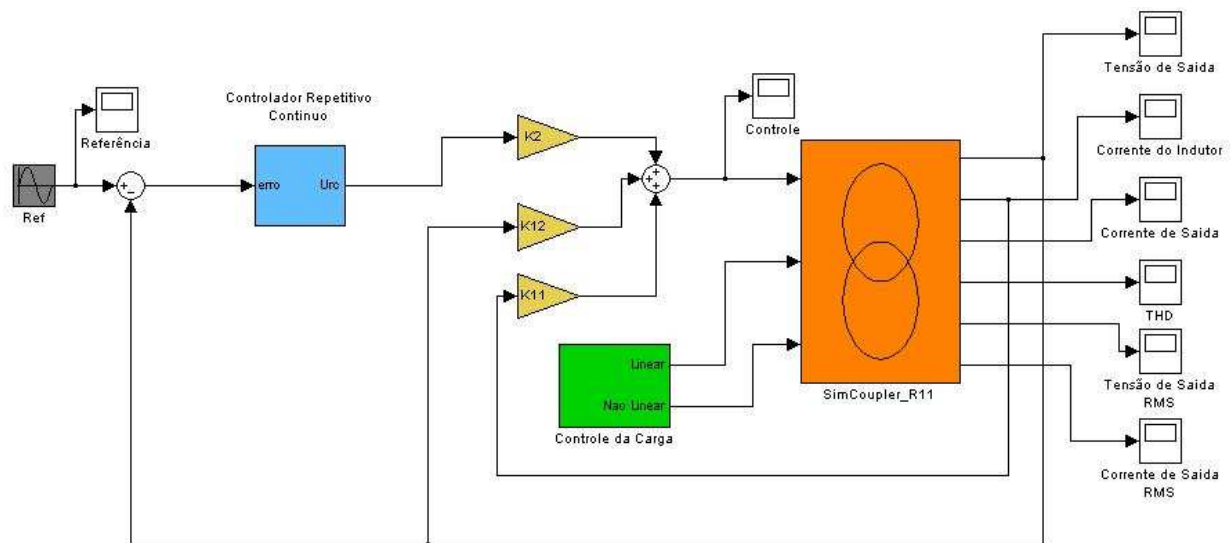 Tensão de Saida
Controlador Repetitivo
Continuo
Referência
Controle
Corrente do Indutor
K2
+
-
erro
Uro
+
+
+
Ref
K12
Corrente de Saida
K11
THD
Linear
Nao Linear
Controle da Carga
SimCoupler_R11
Tensão de Saida
RMS
Corrente de Saida
RMS